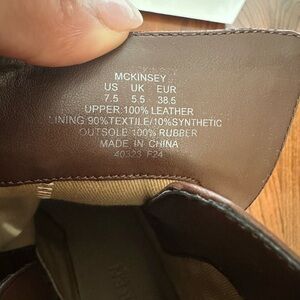 MCKINSEY
US UK EUR
7.5 5.5 38.5
UPPER:100% LEATHER
LINING 90%TEXTILE/10%SYNTHETIC
OUTSOLE:100% RUBBER
MADE IN CHINA
40323 F24